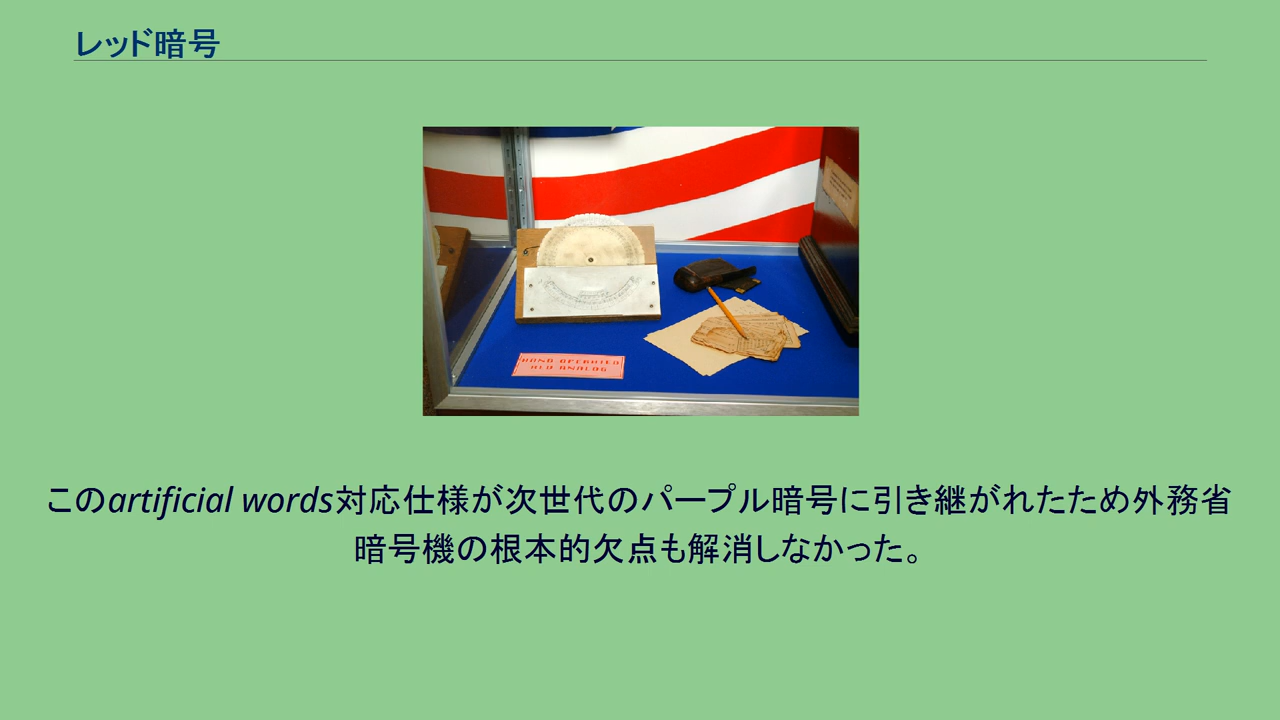 レッド暗号
HAND OPERATED
RED ANALOG
このartificial words対応仕様が次世代のパープル暗号に引き継がれたため外務省
暗号機の根本的欠点も解消しなかった。